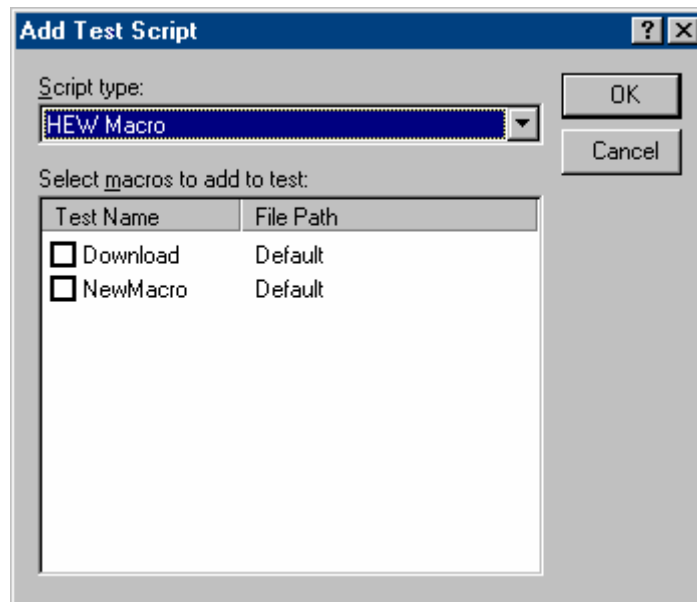 Add Test Script
Script type:
OK
HEW Macro
Cancel
Select macros to add to test:
Test Name File Path
Download Default
NewMacro Default